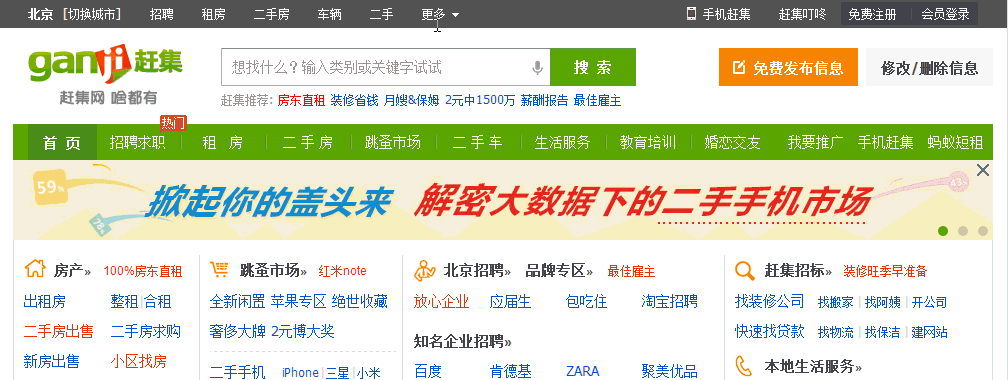 北京 [切换城市] 招聘 租房 二手房 车辆 二手 更多 手机赶集 赶集叮咚 免费注册 会员登录
ganji 赶集
赶集网 啥都有
想找什么？输入类别或关键字试试 搜 索 免费发布信息 修改/删除信息
赶集推荐: 房东直租 装修省钱 月嫂&保姆 2元中1500万 薪酬报告 最佳雇主
热门
首 页 招聘求职 租 房 二 手 房 跳蚤市场 二 手 车 生活服务 教育培训 婚恋交友 我要推广 手机赶集 蚂蚁短租
59% 掀起你的盖头来 解密大数据下的二手手机市场
房产» 100%房东直租 跳蚤市场» 红米note 北京招聘» 品牌专区» 最佳雇主 赶集招标» 装修旺季早准备
出租房 整租|合租 全新闲置 苹果专区 绝世收藏 放心企业 应届生 包吃住 淘宝招聘 找装修公司 找搬家|找阿姨|开公司
二手房出售 二手房求购 奢侈大牌 2元博大奖 快速找贷款 找物流|找保洁|建网站
新房出售 小区找房 知名企业招聘» 本地生活服务»
二手手机 iPhone|三星|小米 百度 肯德基 ZARA 聚美优品